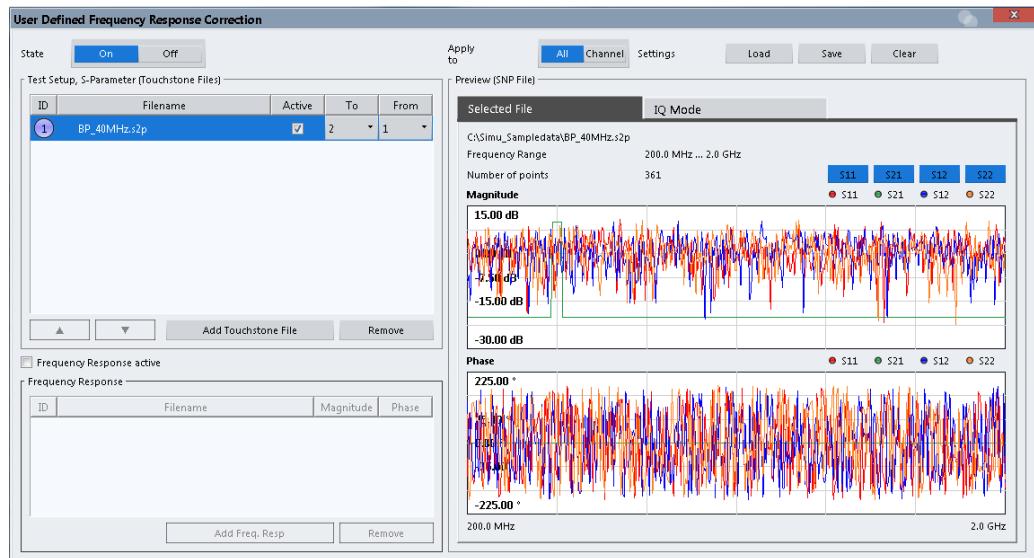 User Defined Frequency Response Correction
State On Off Apply to All Channel Settings Load Save Clear
Test Setup, S-Parameter (Touchstone Files)
ID Filename Active To From
1 BP_40MHz.s2p 2 1
Add Touchstone File Remove
Frequency Response active
Frequency Response
ID Filename Magnitude Phase
Add Freq. Resp Remove
Preview (SNP File)
Selected File IQ Mode
C:\Simu_Sampledata\BP_40MHz.s2p
Frequency Range 200.0 MHz ... 2.0 GHz
Number of points 361 S11 S21 S12 S22
Magnitude S11 S21 S12 S22
15.00 dB
-7.50 dB
-15.00 dB
-30.00 dB
Phase S11 S21 S12 S22
225.00 °
-225.00 °
200.0 MHz 2.0 GHz